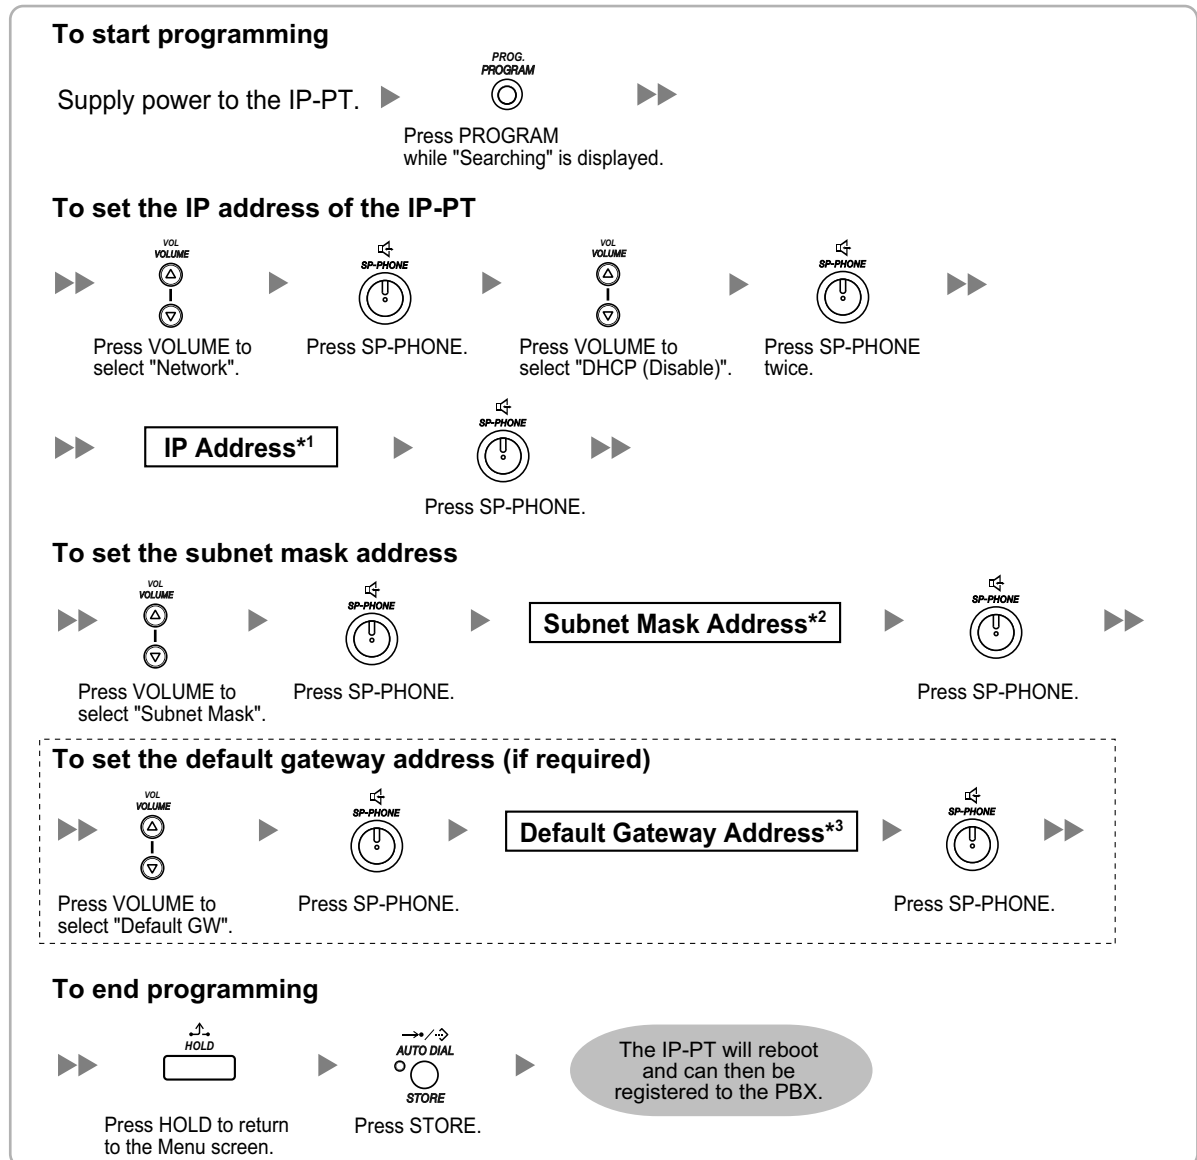 To start programming
PROG.
PROGRAM
Supply power to the IP-PT.
Press PROGRAM
while "Searching" is displayed.
To set the IP address of the IP-PT
VOL
VOLUME
SP-PHONE
VOL
VOLUME
SP-PHONE
Press VOLUME to
select "Network".
Press SP-PHONE.
Press VOLUME to
select "DHCP (Disable)".
Press SP-PHONE
twice.
IP Address*1
SP-PHONE
Press SP-PHONE.
To set the subnet mask address
VOL
VOLUME
SP-PHONE
Subnet Mask Address*2
SP-PHONE
Press VOLUME to
select "Subnet Mask".
Press SP-PHONE.
Press SP-PHONE.
To set the default gateway address (if required)
VOL
VOLUME
SP-PHONE
Default Gateway Address*3
SP-PHONE
Press VOLUME to
select "Default GW".
Press SP-PHONE.
Press SP-PHONE.
To end programming
HOLD
AUTO DIAL
STORE
Press HOLD to return
to the Menu screen.
Press STORE.
The IP-PT will reboot
and can then be
registered to the PBX.